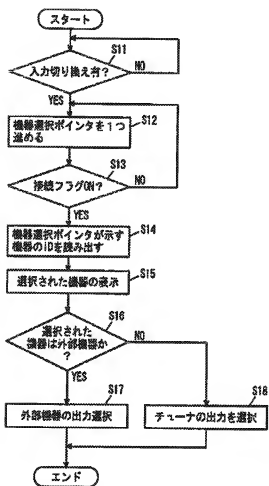 スタート
S11
入力切り換え有?
NO
YES
S12
機器選択ポインタを1つ
進める
S13
接続フラグON?
NO
YES
S14
機器選択ポインタが示す
機器のIDを読み出す
S15
選択された機器の表示
S16
選択された
機器は外部機器か
?
NO
YES
S17
外部機器の出力選択
S18
チューナの出力を選択
エンド